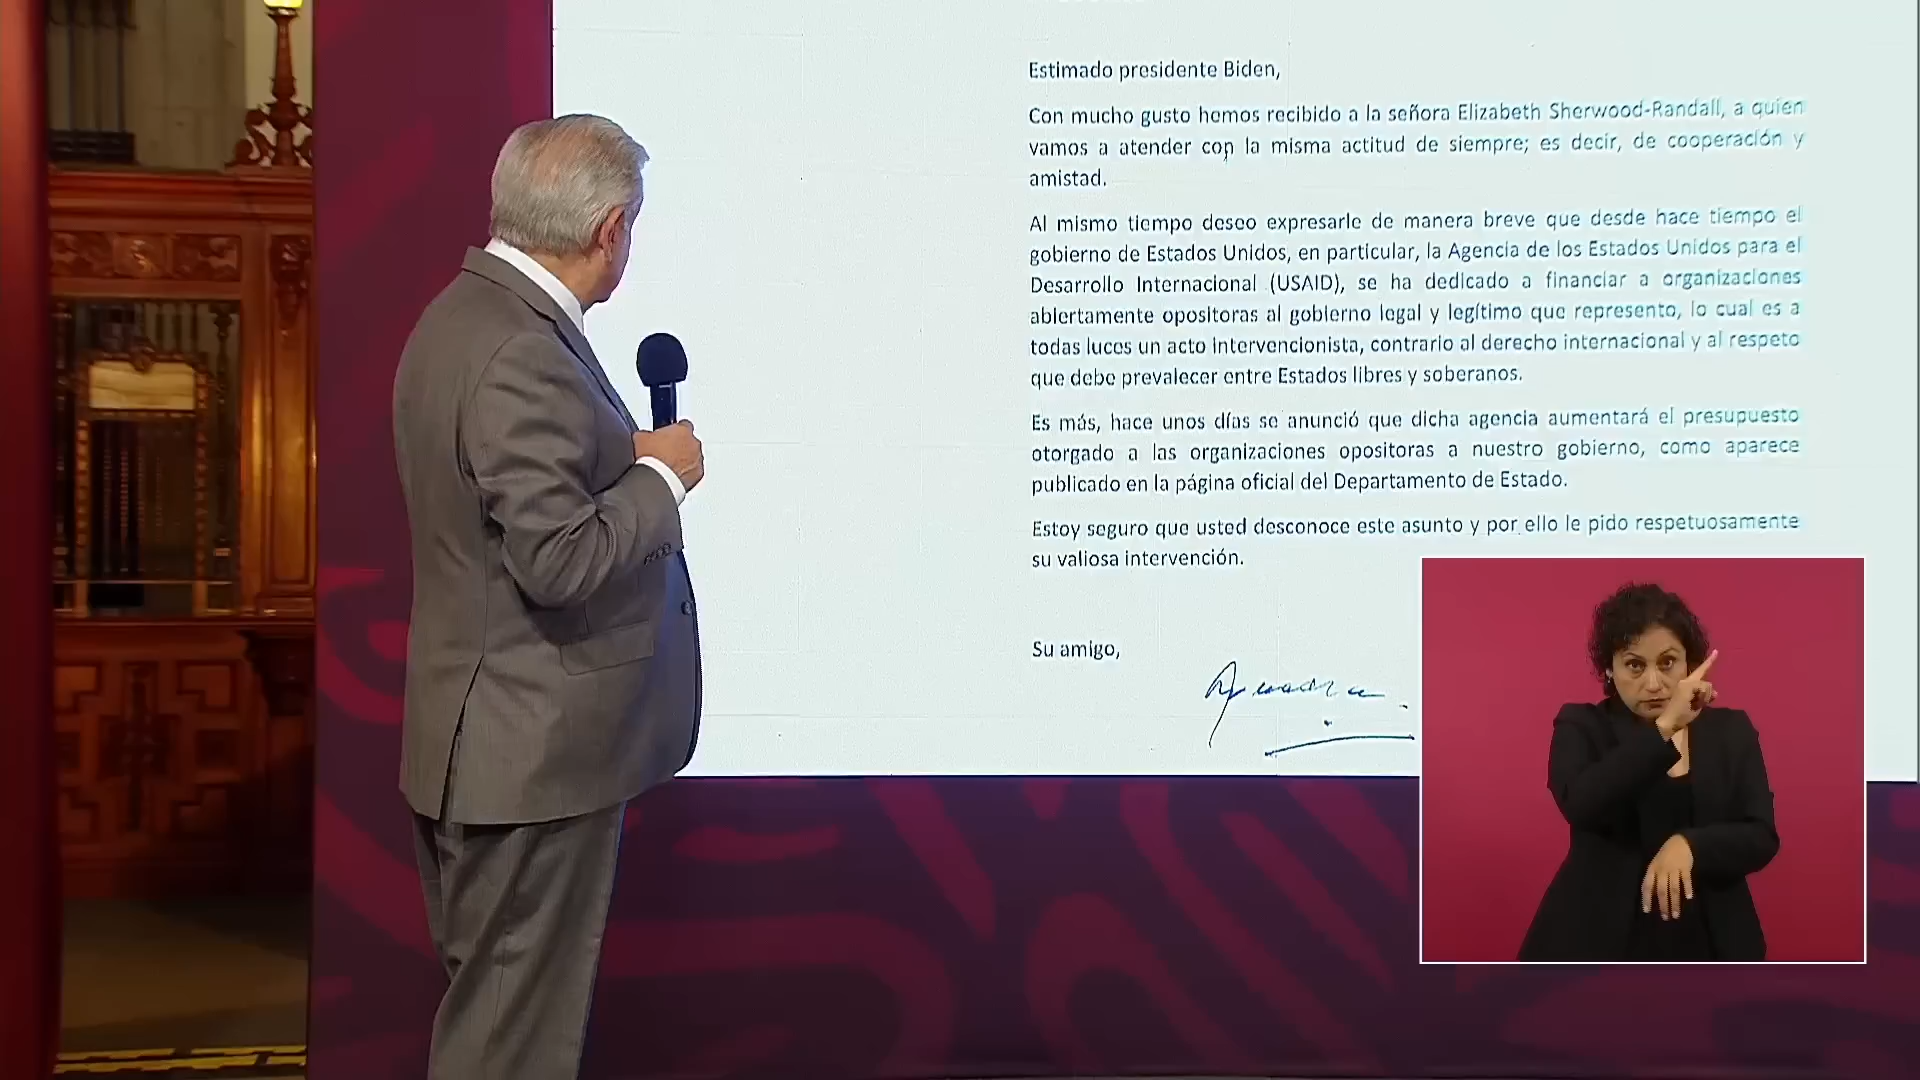 Estimado presidente Biden,
Con mucho gusto hemos recibido a la señora Elizabeth Sherwood-Randall, a quien
vamos a atender con la misma actitud de siempre; es decir, de cooperación y
amistad.
Al mismo tiempo deseo expresarle de manera breve que desde hace tiempo el
gobierno de Estados Unidos, en particular, la Agencia de los Estados Unidos para el
Desarrollo Internacional (USAID), se ha dedicado a financiar a organizaciones
abiertamente opositoras al gobierno legal y legítimo que represento, lo cual es a
todas luces un acto intervencionista, contrario al derecho internacional y al respeto
que debe prevalecer entre Estados libres y soberanos.
Es más, hace unos días se anunció que dicha agencia aumentará el presupuesto
otorgado a las organizaciones opositoras a nuestro gobierno, como aparece
publicado en la página oficial del Departamento de Estado.
Estoy seguro que usted desconoce este asunto y por ello le pido respetuosamente
su valiosa intervención.
Su amigo,